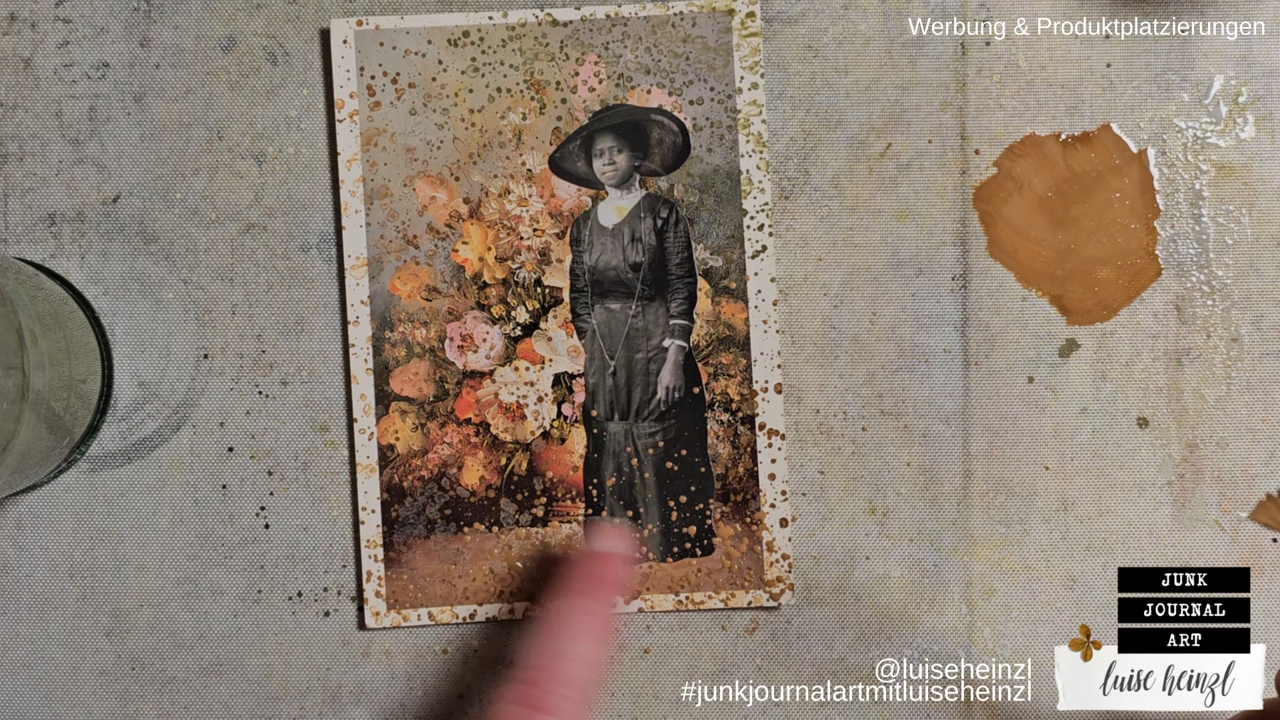 Werbung & Produktplatzierungen
JUNK
JOURNAL
ART
@luiseheinzl
#junkjournalartmitluiseheinzl
luise heinzl